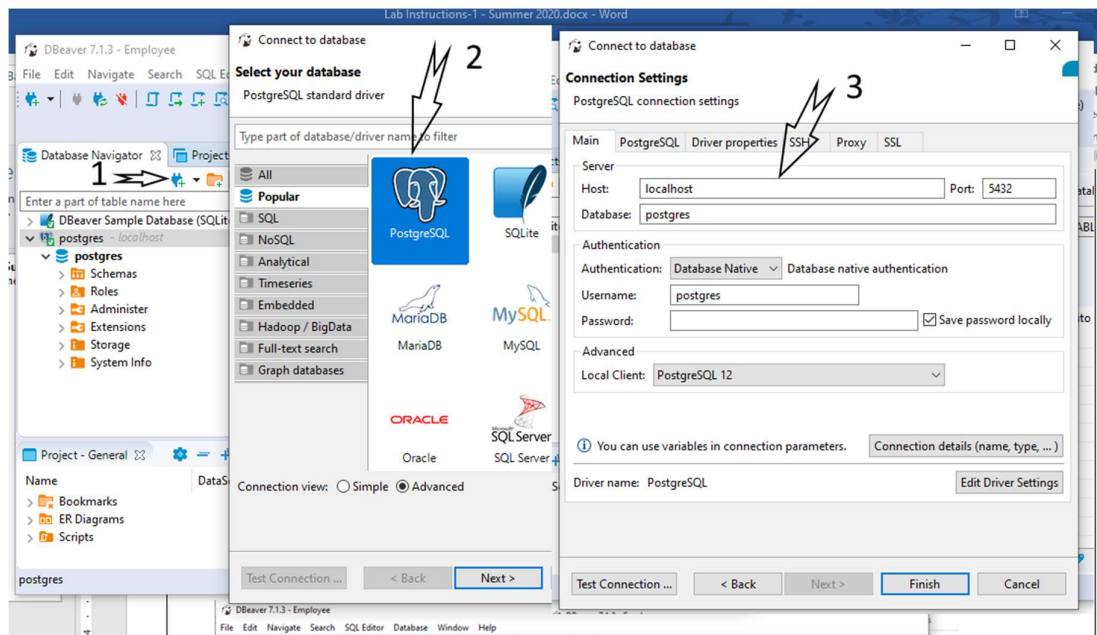 Lab Instructions-1 - Summer 2020.docx - Word
DBeaver 7.1.3 - Employee
File Edit Navigate Search SQL
Database Navigator Project
1
Enter a part of table name here
DBeaver Sample Database
postgres - localhost
postgres
Schemas
Roles
Administer
Extensions
Storage
System Info
Project - General
Name
Bookmarks
ER Diagrams
Scripts
postgres
Connect to database
2
Select your database
PostgreSQL standard driver
Type part of database/driver name to filter
All
Popular
SQL
NoSQL
Analytical
Timeseries
Embedded
Hadoop / BigData
Full-text search
Graph databases
PostgreSQL
SQLite
MariaDB
MySQL
MariaDB
MySQL
ORACLE
SQL Server
Oracle
SQL Server
Connection view: Simple Advanced
Test Connection ... < Back Next >
Connect to database
3
Connection Settings
PostgreSQL connection settings
Main PostgreSQL Driver properties SSH Proxy SSL
Server
Host: localhost Port: 5432
Database: postgres
Authentication
Authentication: Database Native Database native authentication
Username: postgres
Password: Save password locally
Advanced
Local Client: PostgreSQL 12
You can use variables in connection parameters. Connection details (name, type, ... )
Driver name: PostgreSQL Edit Driver Settings
Test Connection ... < Back Next > Finish Cancel
DBeaver 7.1.3 - Employee
File Edit Navigate Search SQL Editor Database Window Help